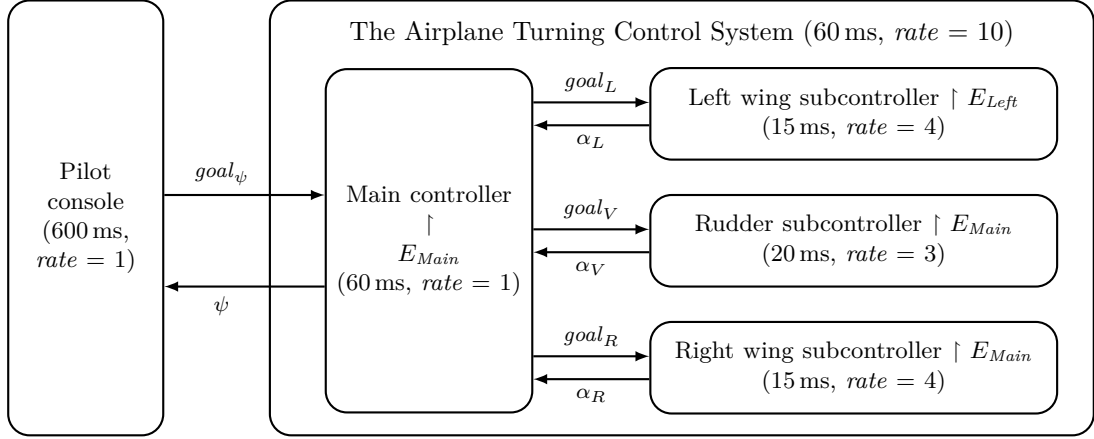 The Airplane Turning Control System (60 ms, rate = 10)
Pilot
console
(600 ms,
rate = 1)
goal_ψ
ψ
Main controller
↾
E_Main
(60 ms, rate = 1)
goal_L
α_L
Left wing subcontroller ↾ E_Left
(15 ms, rate = 4)
goal_V
α_V
Rudder subcontroller ↾ E_Main
(20 ms, rate = 3)
goal_R
α_R
Right wing subcontroller ↾ E_Main
(15 ms, rate = 4)